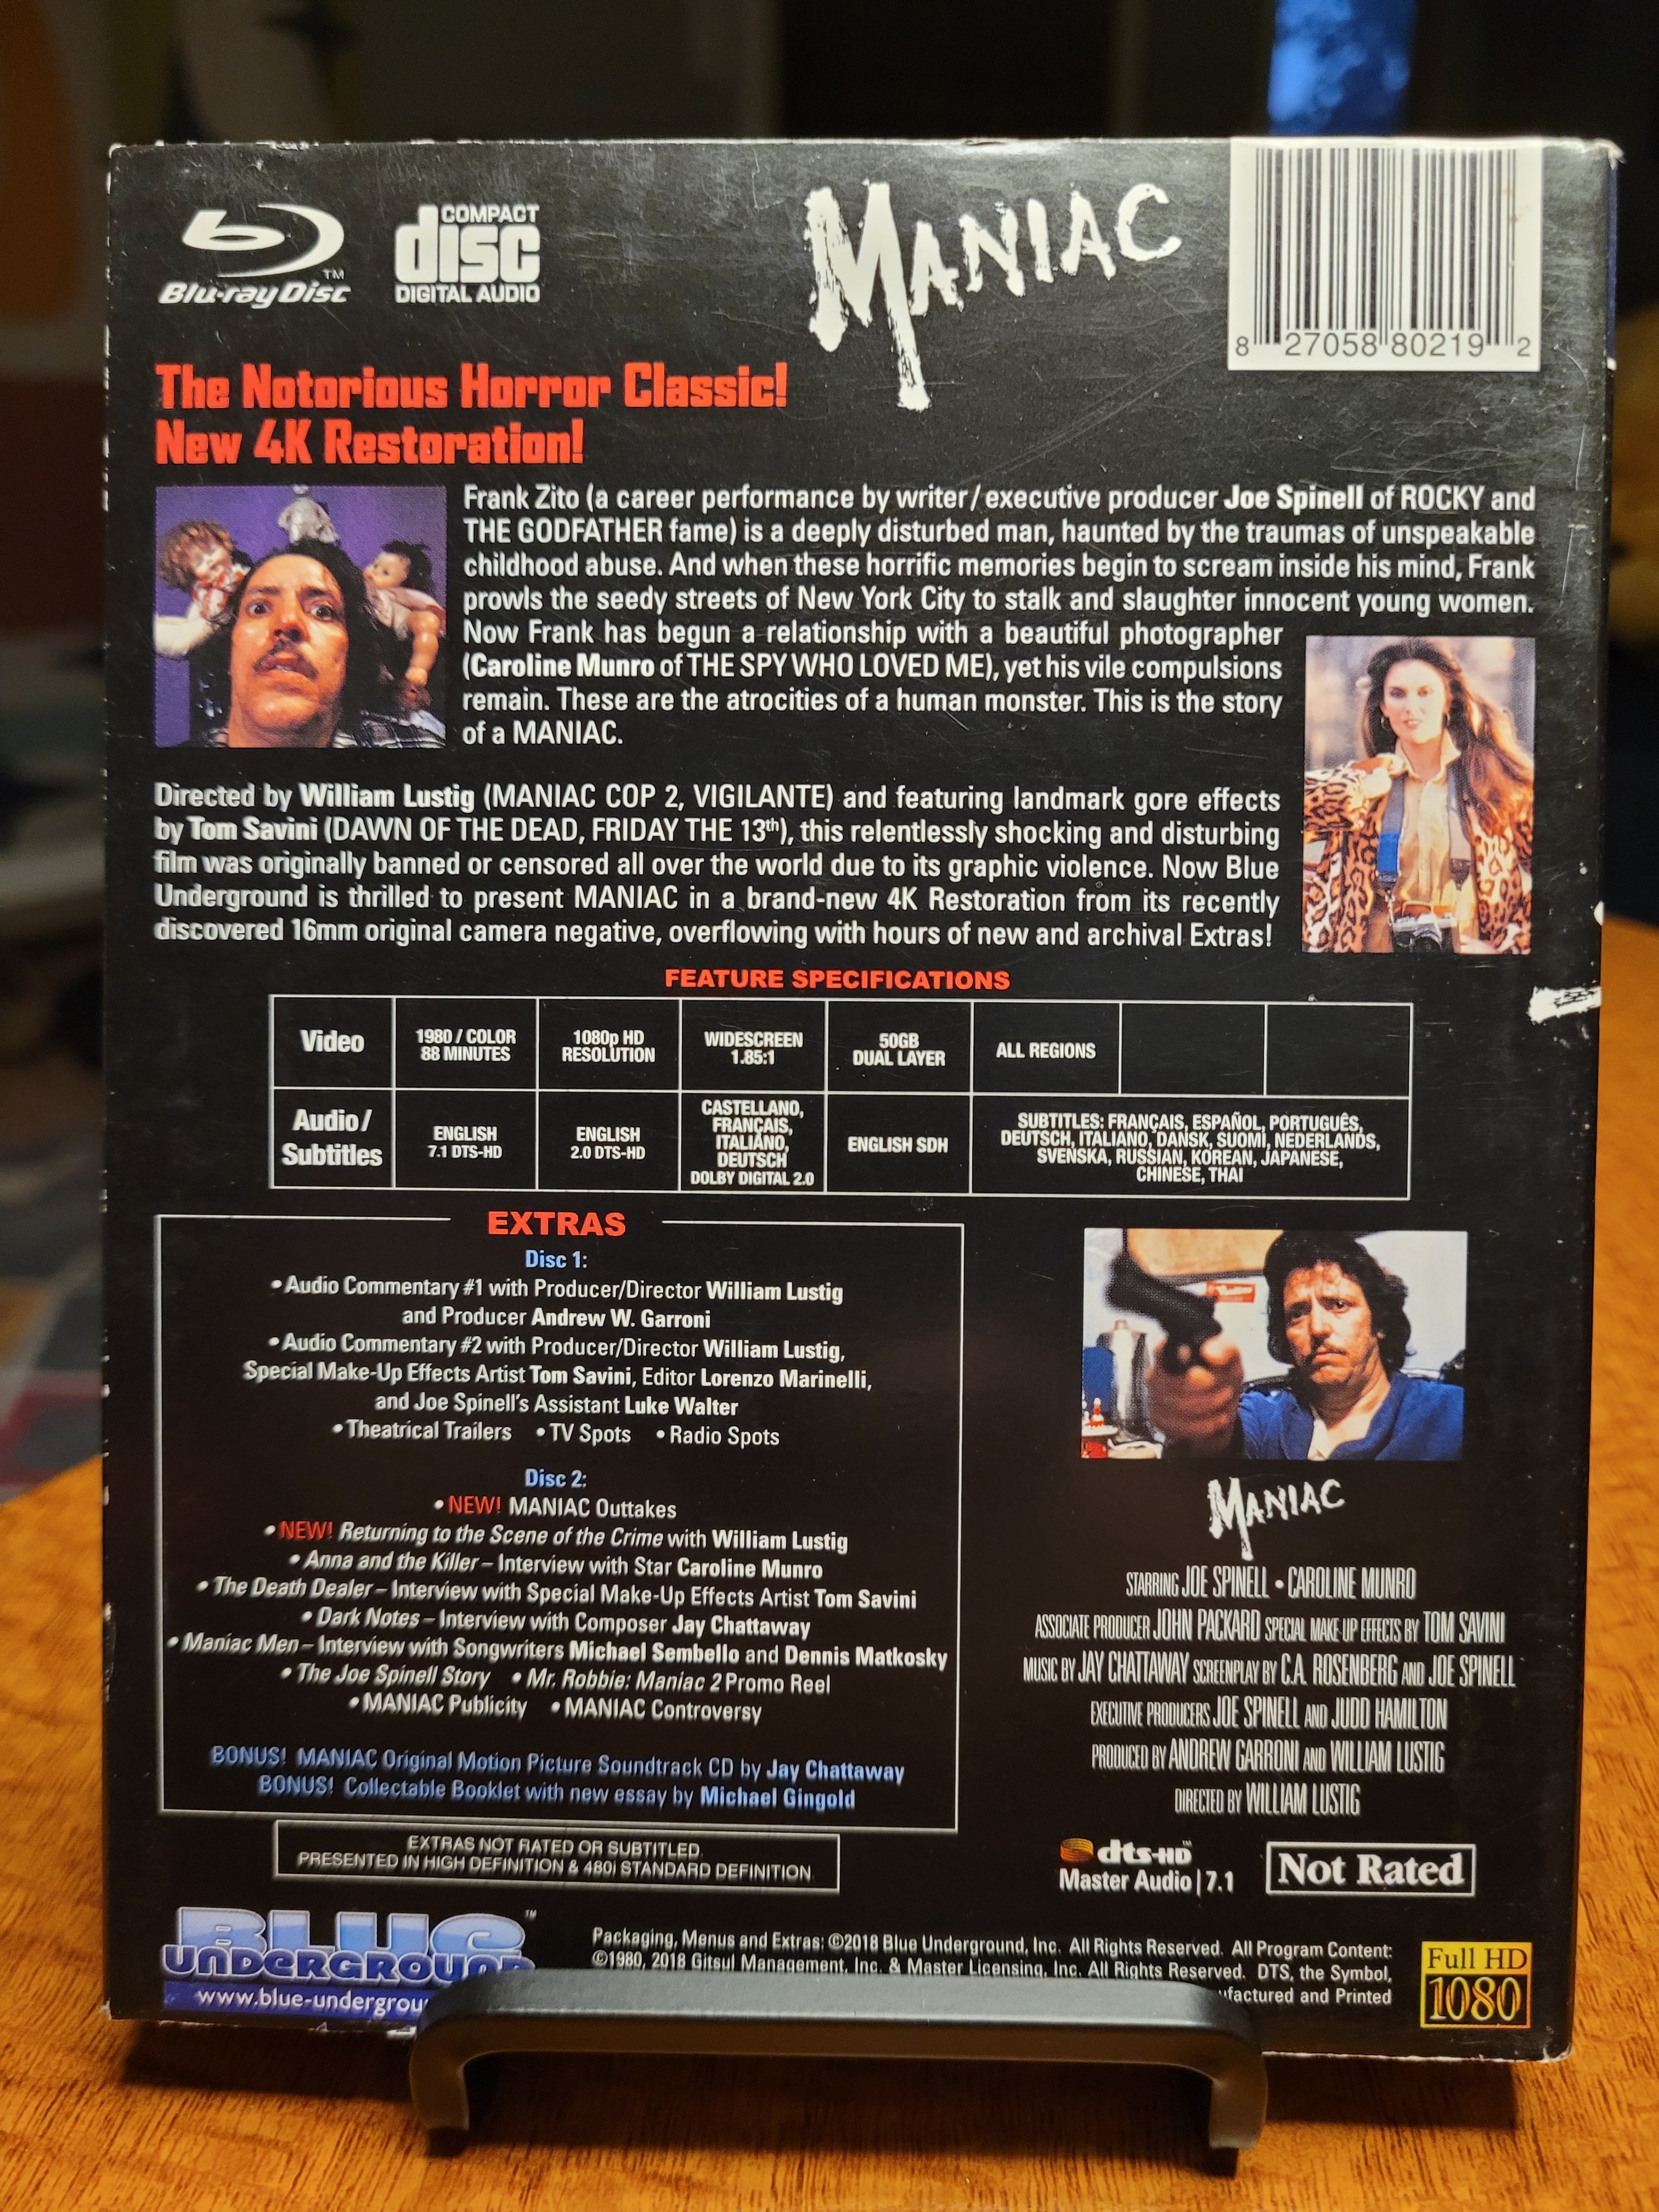 Blu-ray Disc™
COMPACT
disc
DIGITAL AUDIO
MANIAC
8 27058 80219 2
The Notorious Horror Classic!
New 4K Restoration!
Frank Zito (a career performance by writer/executive producer Joe Spinell of ROCKY and
THE GODFATHER fame) is a deeply disturbed man, haunted by the traumas of unspeakable
childhood abuse. And when these horrific memories begin to scream inside his mind, Frank
prowls the seedy streets of New York City to stalk and slaughter innocent young women.
Now Frank has begun a relationship with a beautiful photographer
(Caroline Munro of THE SPY WHO LOVED ME), yet his vile compulsions
remain. These are the atrocities of a human monster. This is the story
of a MANIAC.
Directed by William Lustig (MANIAC COP 2, VIGILANTE) and featuring landmark gore effects
by Tom Savini (DAWN OF THE DEAD, FRIDAY THE 13th), this relentlessly shocking and disturbing
film was originally banned or censored all over the world due to its graphic violence. Now Blue
Underground is thrilled to present MANIAC in a brand-new 4K Restoration from its recently
discovered 16mm original camera negative, overflowing with hours of new and archival Extras!
FEATURE SPECIFICATIONS
Video
1980 / COLOR
88 MINUTES
1080p HD
RESOLUTION
WIDESCREEN
1.85:1
50GB
DUAL LAYER
ALL REGIONS
Audio/
Subtitles
ENGLISH
7.1 DTS-HD
ENGLISH
2.0 DTS-HD
CASTELLANO,
FRANÇAIS,
ITALIANO,
DEUTSCH
DOLBY DIGITAL 2.0
ENGLISH SDH
SUBTITLES: FRANÇAIS, ESPAÑOL, PORTUGUÊS,
DEUTSCH, ITALIANO, DANSK, SUOMI, NEDERLANDS,
SVENSKA, RUSSIAN, KOREAN, JAPANESE,
CHINESE, THAI
EXTRAS
Disc 1:
• Audio Commentary #1 with Producer/Director William Lustig
and Producer Andrew W. Garroni
• Audio Commentary #2 with Producer/Director William Lustig,
Special Make-Up Effects Artist Tom Savini, Editor Lorenzo Marinelli,
and Joe Spinell's Assistant Luke Walter
• Theatrical Trailers • TV Spots • Radio Spots
Disc 2:
• NEW! MANIAC Outtakes
• NEW! Returning to the Scene of the Crime with William Lustig
• Anna and the Killer – Interview with Star Caroline Munro
• The Death Dealer – Interview with Special Make-Up Effects Artist Tom Savini
• Dark Notes – Interview with Composer Jay Chattaway
• Maniac Men – Interview with Songwriters Michael Sembello and Dennis Matkosky
• The Joe Spinell Story • Mr. Robbie: Maniac 2 Promo Reel
• MANIAC Publicity • MANIAC Controversy
BONUS! MANIAC Original Motion Picture Soundtrack CD by Jay Chattaway
BONUS! Collectable Booklet with new essay by Michael Gingold
EXTRAS NOT RATED OR SUBTITLED.
PRESENTED IN HIGH DEFINITION & 480i STANDARD DEFINITION.
MANIAC
STARRING JOE SPINELL • CAROLINE MUNRO
ASSOCIATE PRODUCER JOHN PACKARD SPECIAL MAKE-UP EFFECTS BY TOM SAVINI
MUSIC BY JAY CHATTAWAY SCREENPLAY BY C.A. ROSENBERG AND JOE SPINELL
EXECUTIVE PRODUCERS JOE SPINELL AND JUDD HAMILTON
PRODUCED BY ANDREW GARRONI AND WILLIAM LUSTIG
DIRECTED BY WILLIAM LUSTIG
dts-HD™
Master Audio | 7.1
Not Rated
BLUE™
UNDERGROUND
www.blue-undergrou
Packaging, Menus and Extras: ©2018 Blue Underground, Inc. All Rights Reserved. All Program Content:
©1980, 2018 Gitsul Management, Inc. & Master Licensing, Inc. All Rights Reserved. DTS, the Symbol,
ufactured and Printed
Full HD
1080